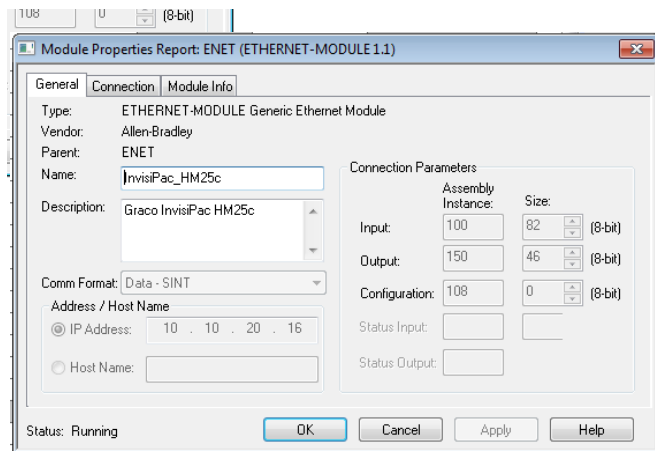 108 0 (8-bit)
Module Properties Report: ENET (ETHERNET-MODULE 1.1)
General Connection Module Info
Type: ETHERNET-MODULE Generic Ethernet Module
Vendor: Allen-Bradley
Parent: ENET
Name: InvisiPac_HM25c
Description: Graco InvisiPac HM25c
Comm Format: Data - SINT
Address / Host Name
IP Address: 10 . 10 . 20 . 16
Host Name:
Connection Parameters
Assembly
Instance: Size:
Input: 100 82 (8-bit)
Output: 150 46 (8-bit)
Configuration: 108 0 (8-bit)
Status Input:
Status Output:
Status: Running OK Cancel Apply Help